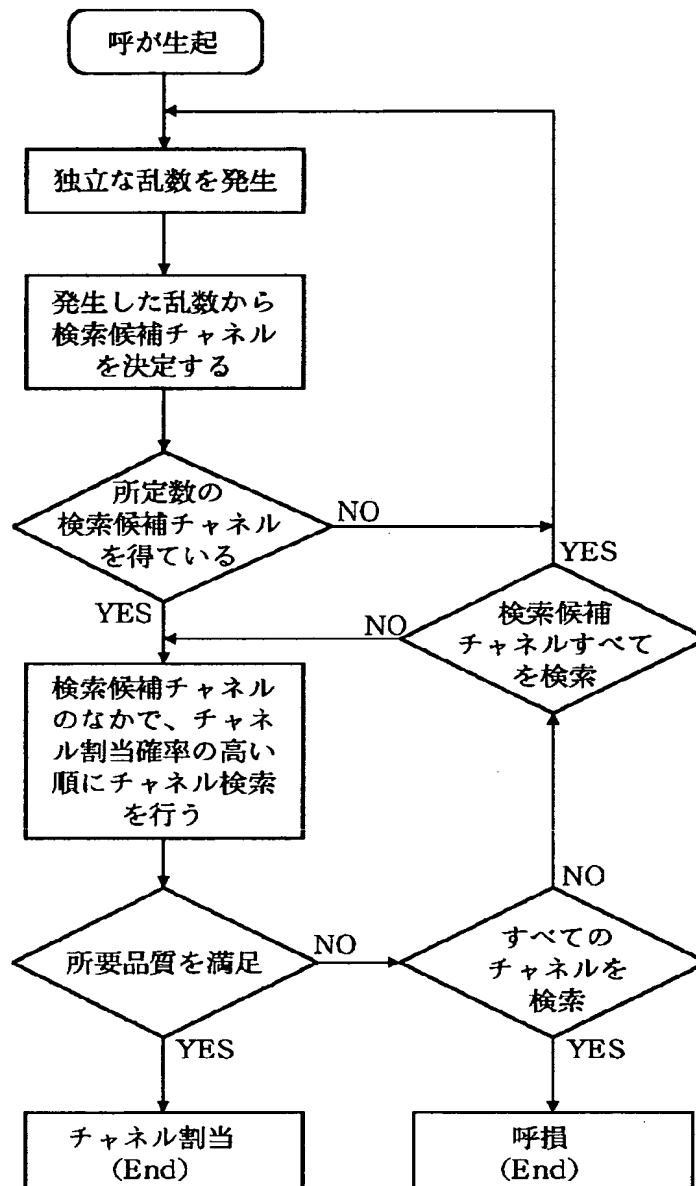 呼が生起
独立な乱数を発生
発生した乱数から
検索候補チャネル
を決定する
所定数の
検索候補チャネル
を得ている
NO
YES
YES
検索候補
チャネルすべて
を検索
NO
検索候補チャネル
のなかで、チャネ
ル割当確率の高い
順にチャネル検索
を行う
所要品質を満足
NO
YES
NO
すべての
チャネルを
検索
YES
チャネル割当
(End)
呼損
(End)